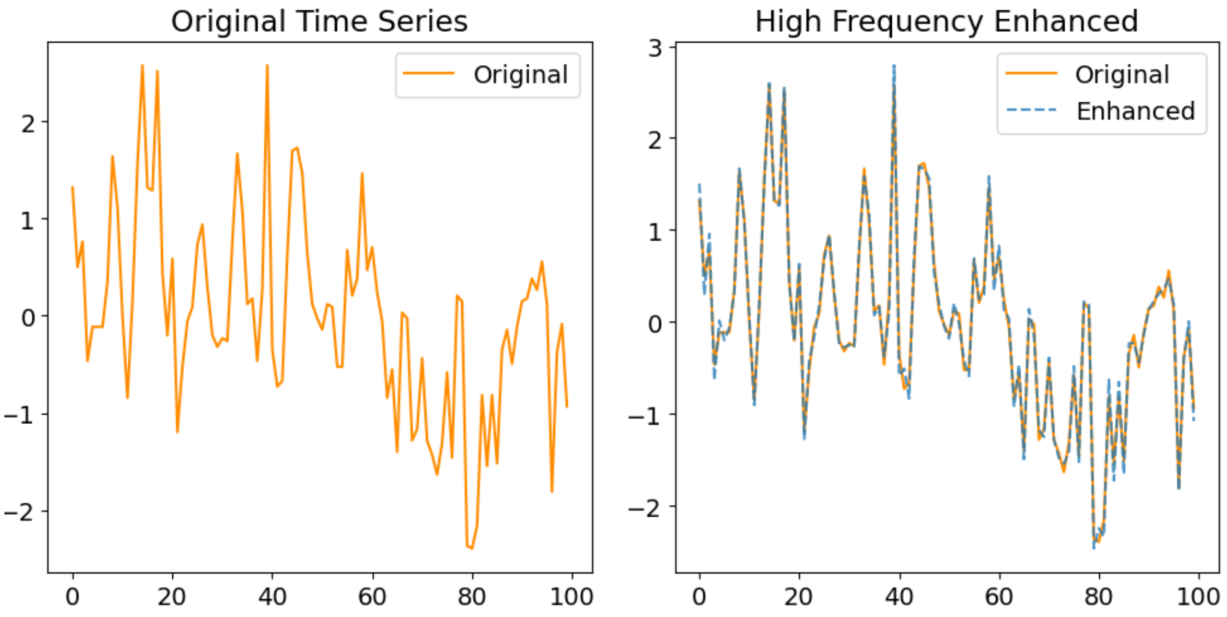 Original Time Series
Original
2
1
0
−1
−2
0 20 40 60 80 100
High Frequency Enhanced
Original
Enhanced
3
2
1
0
−1
−2
0 20 40 60 80 100